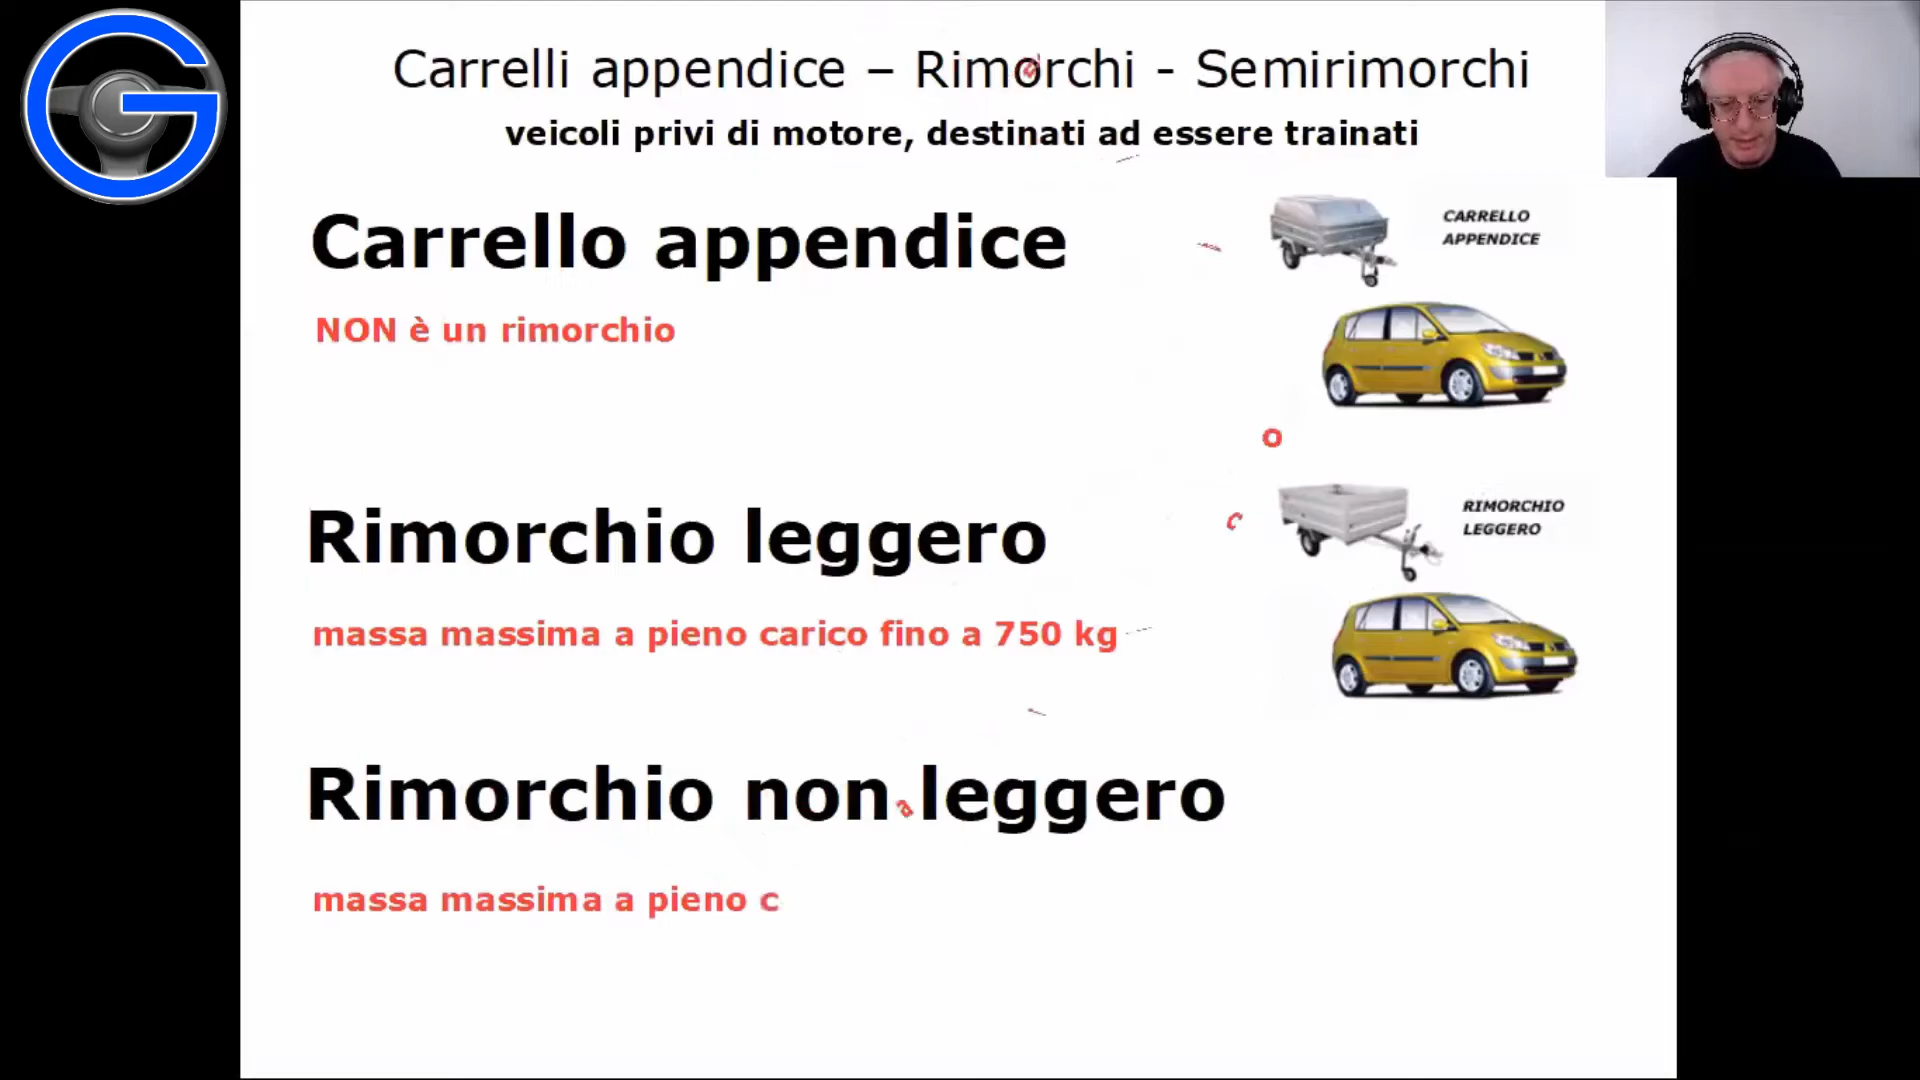 Carrelli appendice – Rimorchi - Semirimorchi
veicoli privi di motore, destinati ad essere trainati
Carrello appendice
CARRELLO
APPENDICE
NON è un rimorchio
Rimorchio leggero
RIMORCHIO
LEGGERO
massa massima a pieno carico fino a 750 kg
Rimorchio non leggero
massa massima a pieno c